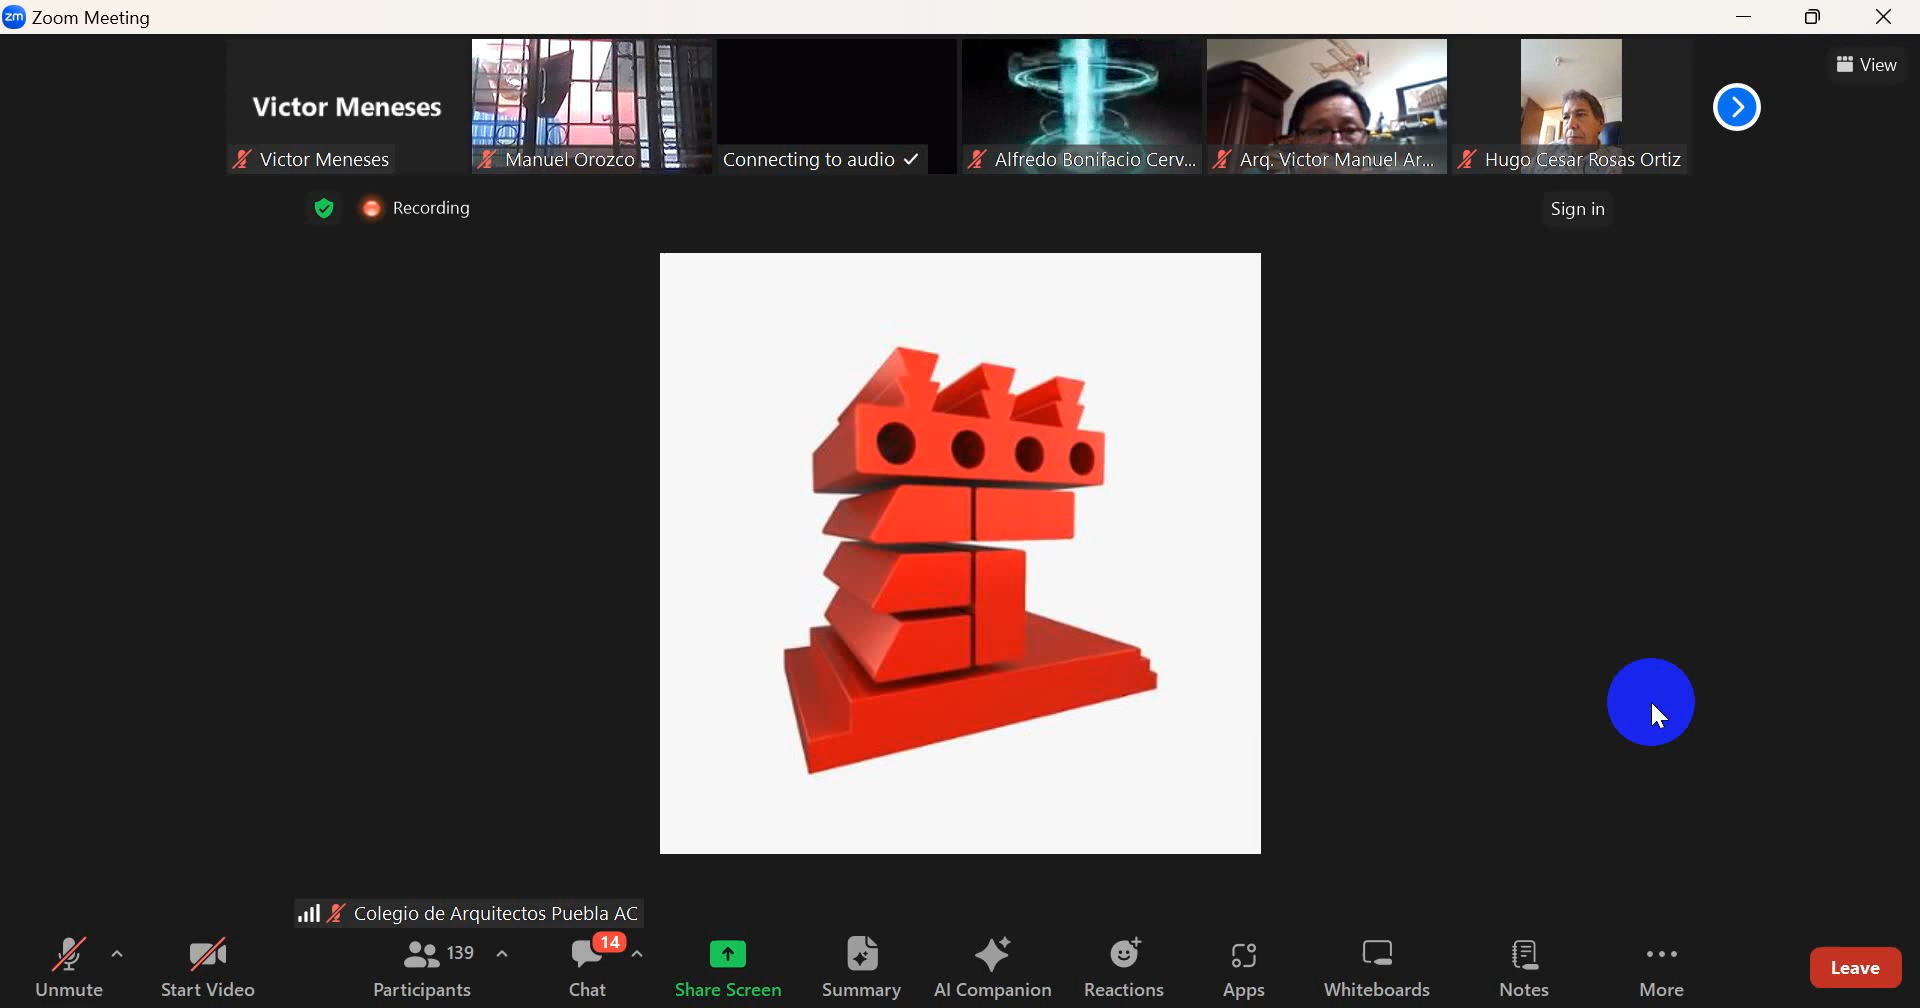 zm Zoom Meeting
View
Victor Meneses
Victor Meneses
Manuel Orozco
Connecting to audio
Alfredo Bonifacio Cerv...
Arq. Victor Manuel Ar...
Hugo Cesar Rosas Ortiz
Recording
Sign in
Colegio de Arquitectos Puebla AC
139
14
Unmute
Start Video
Participants
Chat
Share Screen
Summary
AI Companion
Reactions
Apps
Whiteboards
Notes
More
Leave